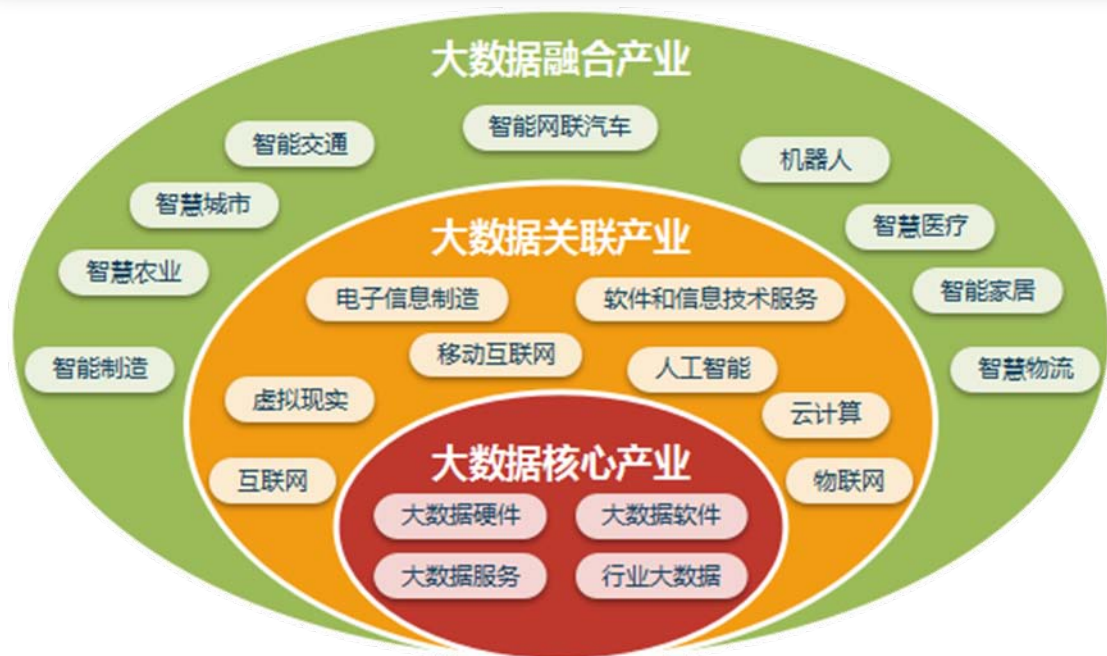 大数据融合产业
智能网联汽车
智能交通
机器人
智慧城市
智慧医疗
智慧农业
智能家居
智能制造
智慧物流
大数据关联产业
电子信息制造
软件和信息技术服务
移动互联网
人工智能
虚拟现实
云计算
互联网
物联网
大数据核心产业
大数据硬件
大数据软件
大数据服务
行业大数据